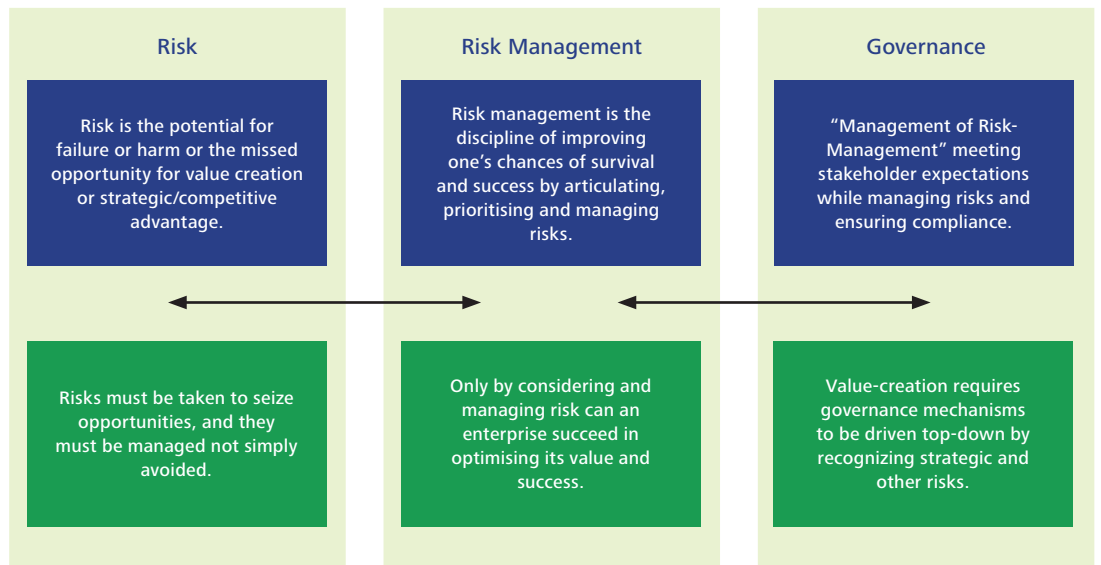 Risk
Risk is the potential for
failure or harm or the missed
opportunity for value creation
or strategic/competitive
advantage.
Risks must be taken to seize
opportunities, and they
must be managed not simply
avoided.
Risk Management
Risk management is the
discipline of improving
one’s chances of survival
and success by articulating,
prioritising and managing
risks.
Only by considering and
managing risk can an
enterprise succeed in
optimising its value and
success.
Governance
“Management of Risk-
Management” meeting
stakeholder expectations
while managing risks and
ensuring compliance.
Value-creation requires
governance mechanisms
to be driven top-down by
recognizing strategic and
other risks.